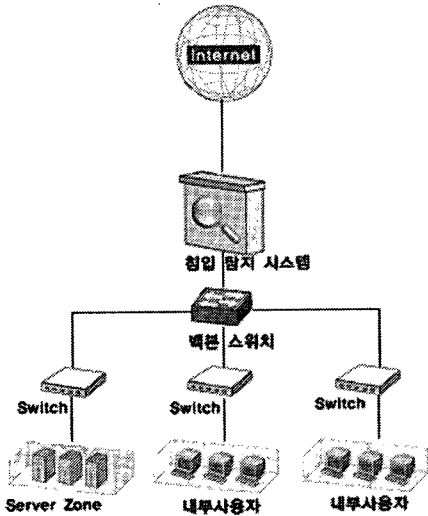 Internet
침입 탐지 시스템
백본 스위치
Switch
Switch
Switch
Server Zone
내부사용자
내부사용자